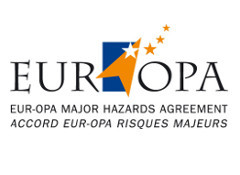 EUR OPA
EUR-OPA MAJOR HAZARDS AGREEMENT
ACCORD EUR-OPA RISQUES MAJEURS